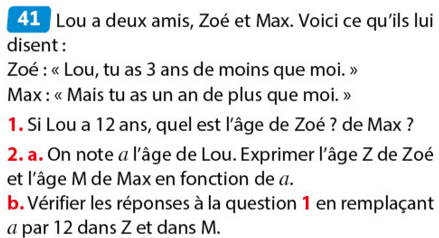 41 Lou a deux amis, Zoé et Max. Voici ce qu'ils lui
disent :
Zoé : « Lou, tu as 3 ans de moins que moi. »
Max : « Mais tu as un an de plus que moi. »
1. Si Lou a 12 ans, quel est l'âge de Zoé ? de Max ?
2. a. On note a l'âge de Lou. Exprimer l'âge Z de Zoé
et l'âge M de Max en fonction de a.
b. Vérifier les réponses à la question 1 en remplaçant
a par 12 dans Z et dans M.